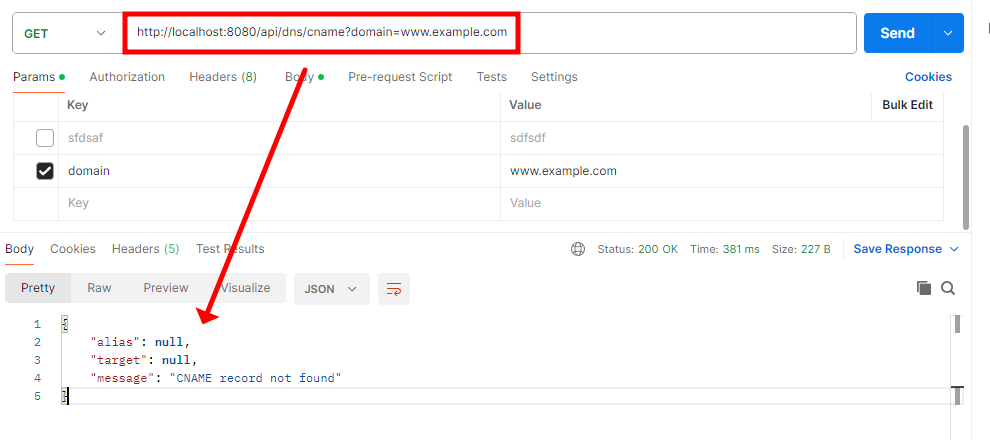 GET http://localhost:8080/api/dns/cname?domain=www.example.com Send
Params Authorization Headers (8) Body Pre-request Script Tests Settings Cookies
Key Value Bulk Edit
sfdsaf sdfsdf
domain www.example.com
Key Value
Body Cookies Headers (5) Test Results Status: 200 OK Time: 381 ms Size: 227 B Save Response
Pretty Raw Preview Visualize JSON
1 {
2 "alias": null,
3 "target": null,
4 "message": "CNAME record not found"
5 }